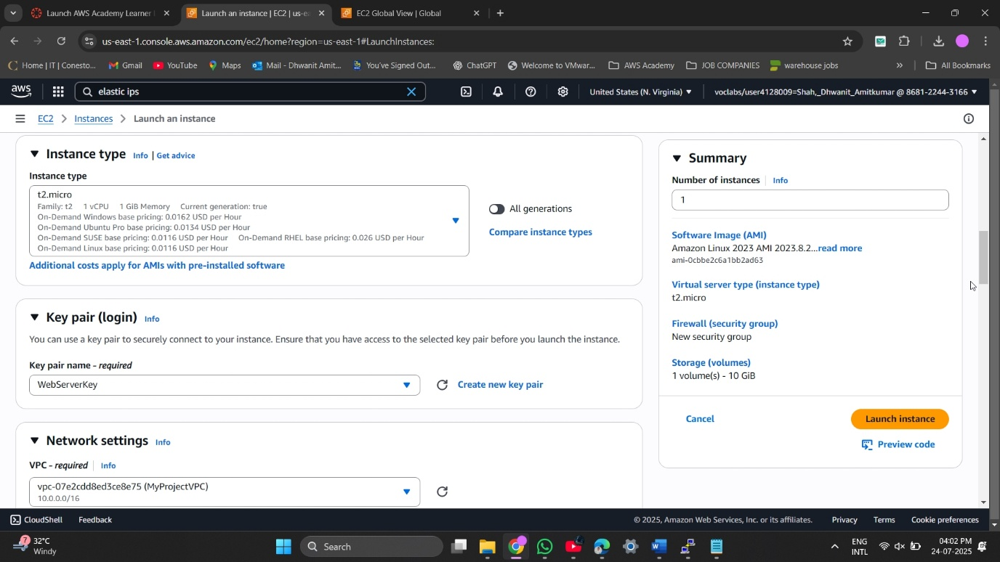 Launch AWS Academy Learner
Launch an instance | EC2 | us-ea
EC2 Global View | Global
us-east-1.console.aws.amazon.com/ec2/home?region=us-east-1#LaunchInstances:
Home | IT | Conesto...
Gmail
YouTube
Maps
Mail - Dhwanit Amit...
You've Signed Out...
ChatGPT
Welcome to VMwar...
AWS Academy
JOB COMPANIES
warehouse jobs
All Bookmarks
aws
elastic ips
United States (N. Virginia)
voclabs/user4128009=Shah,_Dhwanit_Amitkumar @ 8681-2244-3166
EC2
Instances
Launch an instance
Instance type
Info | Get advice
Instance type
t2.micro
Family: t2 1 vCPU 1 GiB Memory Current generation: true
On-Demand Windows base pricing: 0.0162 USD per Hour
On-Demand Ubuntu Pro base pricing: 0.0134 USD per Hour
On-Demand SUSE base pricing: 0.0116 USD per Hour On-Demand RHEL base pricing: 0.026 USD per Hour
On-Demand Linux base pricing: 0.0116 USD per Hour
All generations
Compare instance types
Additional costs apply for AMIs with pre-installed software
Key pair (login) Info
You can use a key pair to securely connect to your instance. Ensure that you have access to the selected key pair before you launch the instance.
Key pair name - required
WebServerKey
Create new key pair
Network settings Info
VPC - required Info
vpc-07e2cdd8ed3ce8e75 (MyProjectVPC)
10.0.0.0/16
Summary
Number of instances Info
1
Software Image (AMI)
Amazon Linux 2023 AMI 2023.8.2...read more
ami-0cbbe2c6a1bb2ad63
Virtual server type (instance type)
t2.micro
Firewall (security group)
New security group
Storage (volumes)
1 volume(s) - 10 GiB
Cancel
Launch instance
Preview code
CloudShell
Feedback
© 2025, Amazon Web Services, Inc. or its affiliates.
Privacy
Terms
Cookie preferences
7
32°C
Windy
Search
ENG
INTL
04:02 PM
24-07-2025